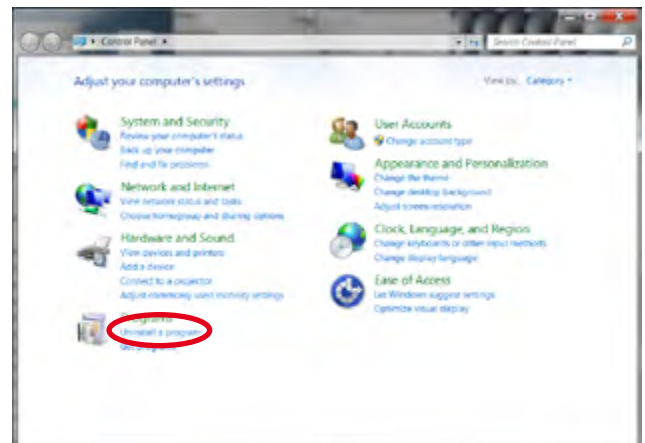 Control Panel
Search Control Panel
Adjust your computer's settings
View by: Category
System and Security
Review your computer's status
Back up your computer
Find and fix problems
Network and Internet
View network status and tasks
Choose homegroup and sharing options
Hardware and Sound
View devices and printers
Add a device
Connect to a projector
Adjust commonly used mobility settings
Programs
Uninstall a program
Get programs
User Accounts
Change account type
Appearance and Personalization
Change the theme
Change desktop background
Adjust screen resolution
Clock, Language, and Region
Change keyboards or other input methods
Change display language
Ease of Access
Let Windows suggest settings
Optimize visual display